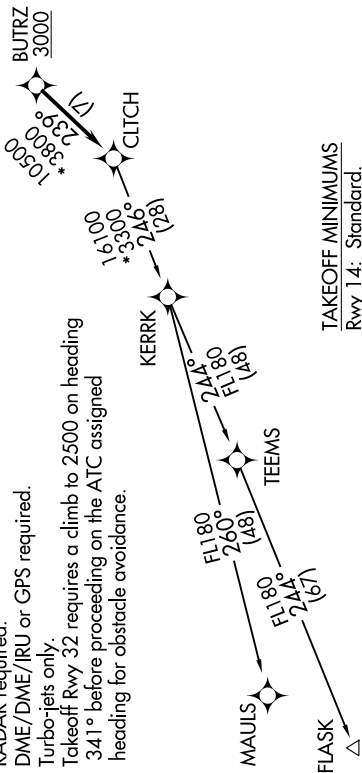 RADAR required.
DME/DME/IRU or GPS required.
Turbo-jets only.
Takeoff Rwy 32 requires a climb to 2500 on heading
341° before proceeding on the ATC assigned
heading for obstacle avoidance.
BUTRZ
3000
10500
*3800
239°
(7)
CLTCH
16100
*3300
246°
(28)
KERRK
244°
FL180
(48)
TEEMS
FL180
260°
(48)
MAULS
FL180
244°
(67)
FLASK
TAKEOFF MINIMUMS
Rwy 14: Standard.